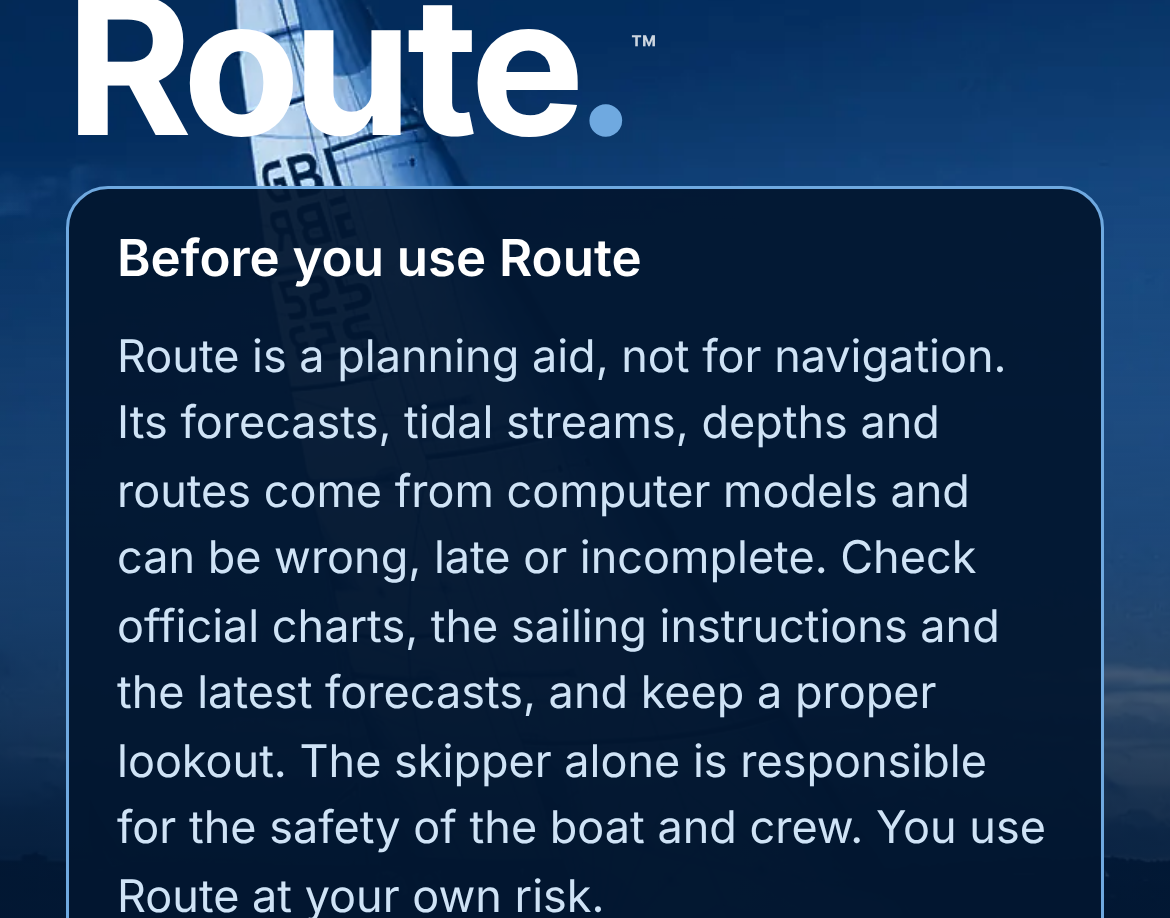 Route.™
GB
Before you use Route
Route is a planning aid, not for navigation.
Its forecasts, tidal streams, depths and
routes come from computer models and
can be wrong, late or incomplete. Check
official charts, the sailing instructions and
the latest forecasts, and keep a proper
lookout. The skipper alone is responsible
for the safety of the boat and crew. You use
Route at your own risk.